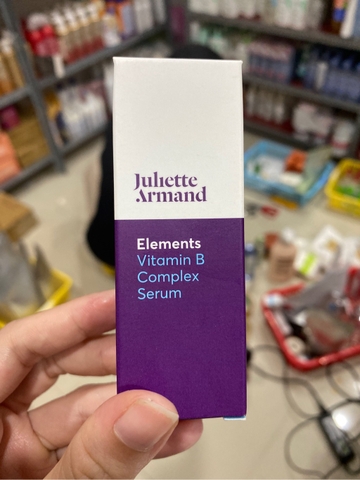 Juliette
Armand
Elements
Vitamin B
Complex
Serum